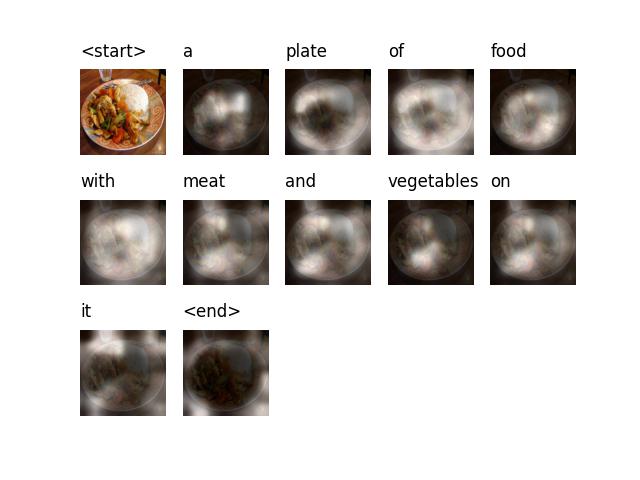 <start> a plate of food
with meat and vegetables on
it <end>